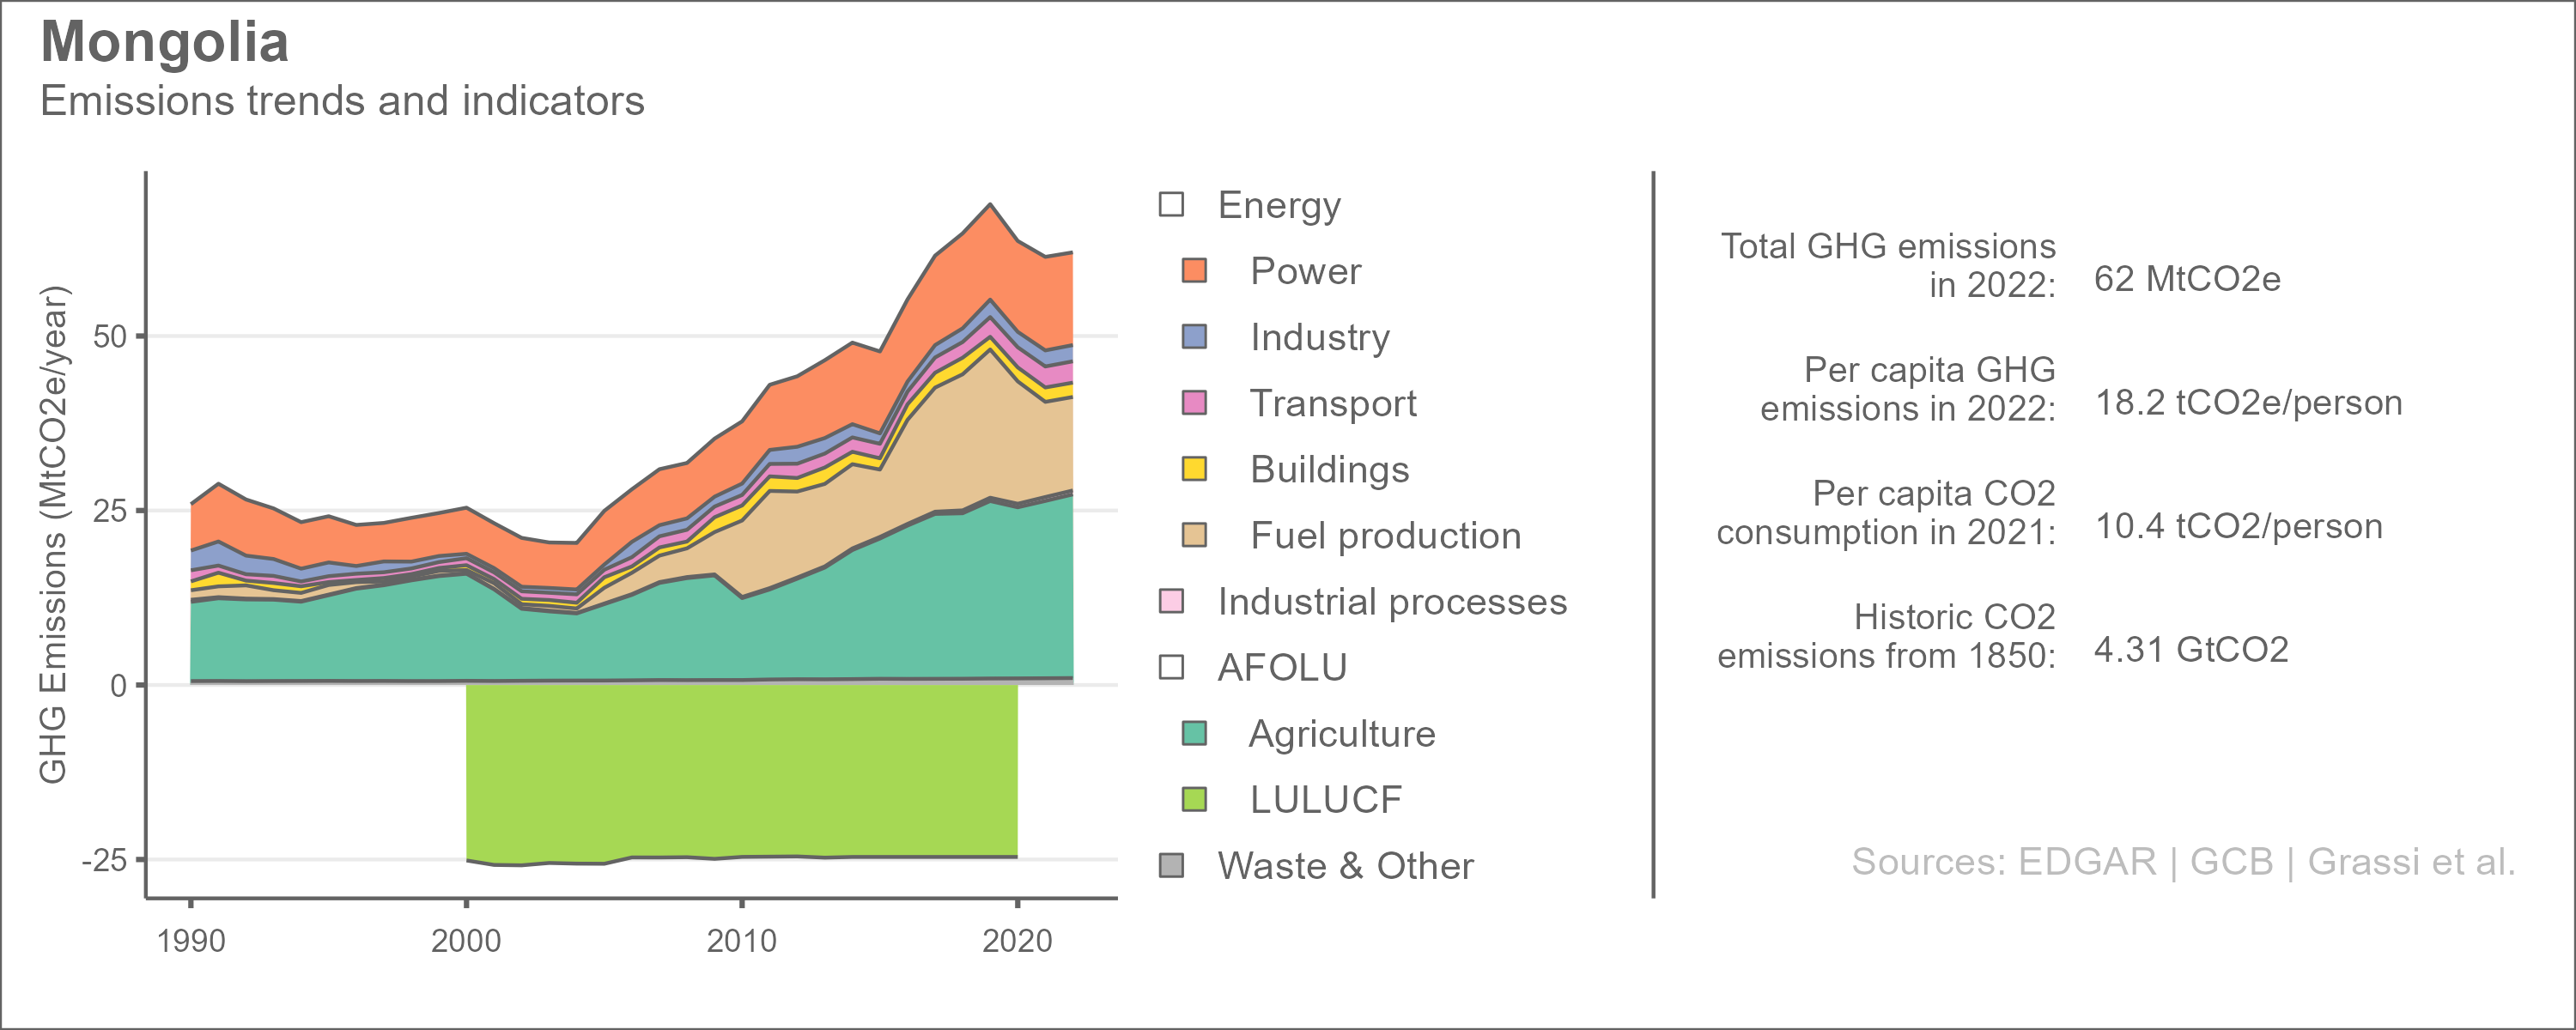 Mongolia
Emissions trends and indicators
GHG Emissions (MtCO2e/year)
50
25
0
-25
1990
2000
2010
2020
Energy
Power
Industry
Transport
Buildings
Fuel production
Industrial processes
AFOLU
Agriculture
LULUCF
Waste & Other
Total GHG emissions
in 2022:
62 MtCO2e
Per capita GHG
emissions in 2022:
18.2 tCO2e/person
Per capita CO2
consumption in 2021:
10.4 tCO2/person
Historic CO2
emissions from 1850:
4.31 GtCO2
Sources: EDGAR | GCB | Grassi et al.